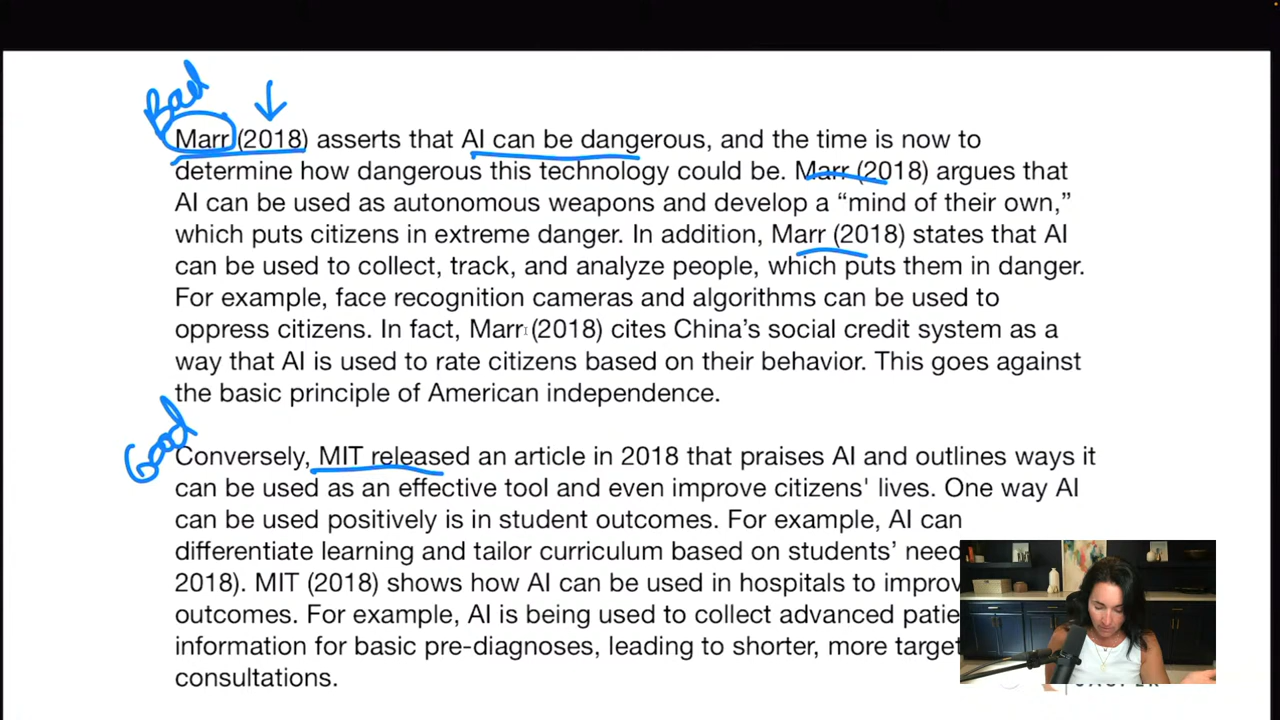 Bad
Marr (2018) asserts that AI can be dangerous, and the time is now to
determine how dangerous this technology could be. Marr (2018) argues that
AI can be used as autonomous weapons and develop a “mind of their own,”
which puts citizens in extreme danger. In addition, Marr (2018) states that AI
can be used to collect, track, and analyze people, which puts them in danger.
For example, face recognition cameras and algorithms can be used to
oppress citizens. In fact, Marr (2018) cites China’s social credit system as a
way that AI is used to rate citizens based on their behavior. This goes against
the basic principle of American independence.
Good
Conversely, MIT released an article in 2018 that praises AI and outlines ways it
can be used as an effective tool and even improve citizens' lives. One way AI
can be used positively is in student outcomes. For example, AI can
differentiate learning and tailor curriculum based on students’ need
2018). MIT (2018) shows how AI can be used in hospitals to improv
outcomes. For example, AI is being used to collect advanced patie
information for basic pre-diagnoses, leading to shorter, more target
consultations.